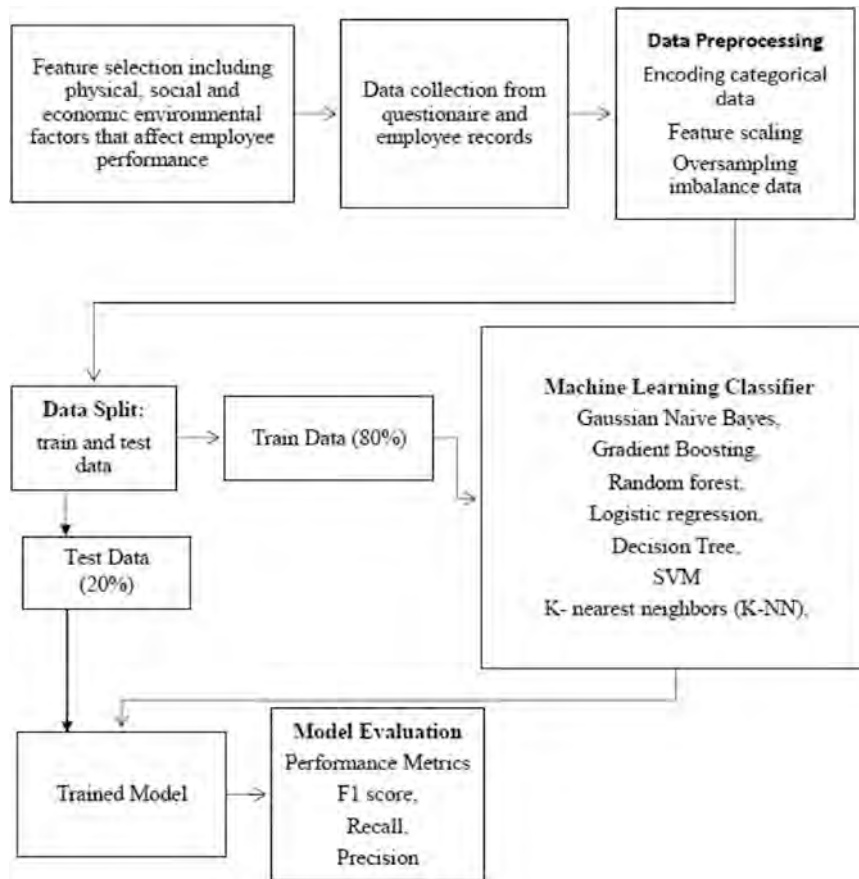 Feature selection including
physical, social and
economic environmental
factors that affect employee
performance
Data collection from
questionaire and
employee records
Data Preprocessing
Encoding categorical
data
Feature scaling
Oversampling
imbalance data
Data Split:
train and test
data
Train Data (80%)
Test Data
(20%)
Machine Learning Classifier
Gaussian Naive Bayes,
Gradient Boosting,
Random forest,
Logistic regression,
Decision Tree,
SVM
K- nearest neighbors (K-NN),
Trained Model
Model Evaluation
Performance Metrics
F1 score,
Recall,
Precision